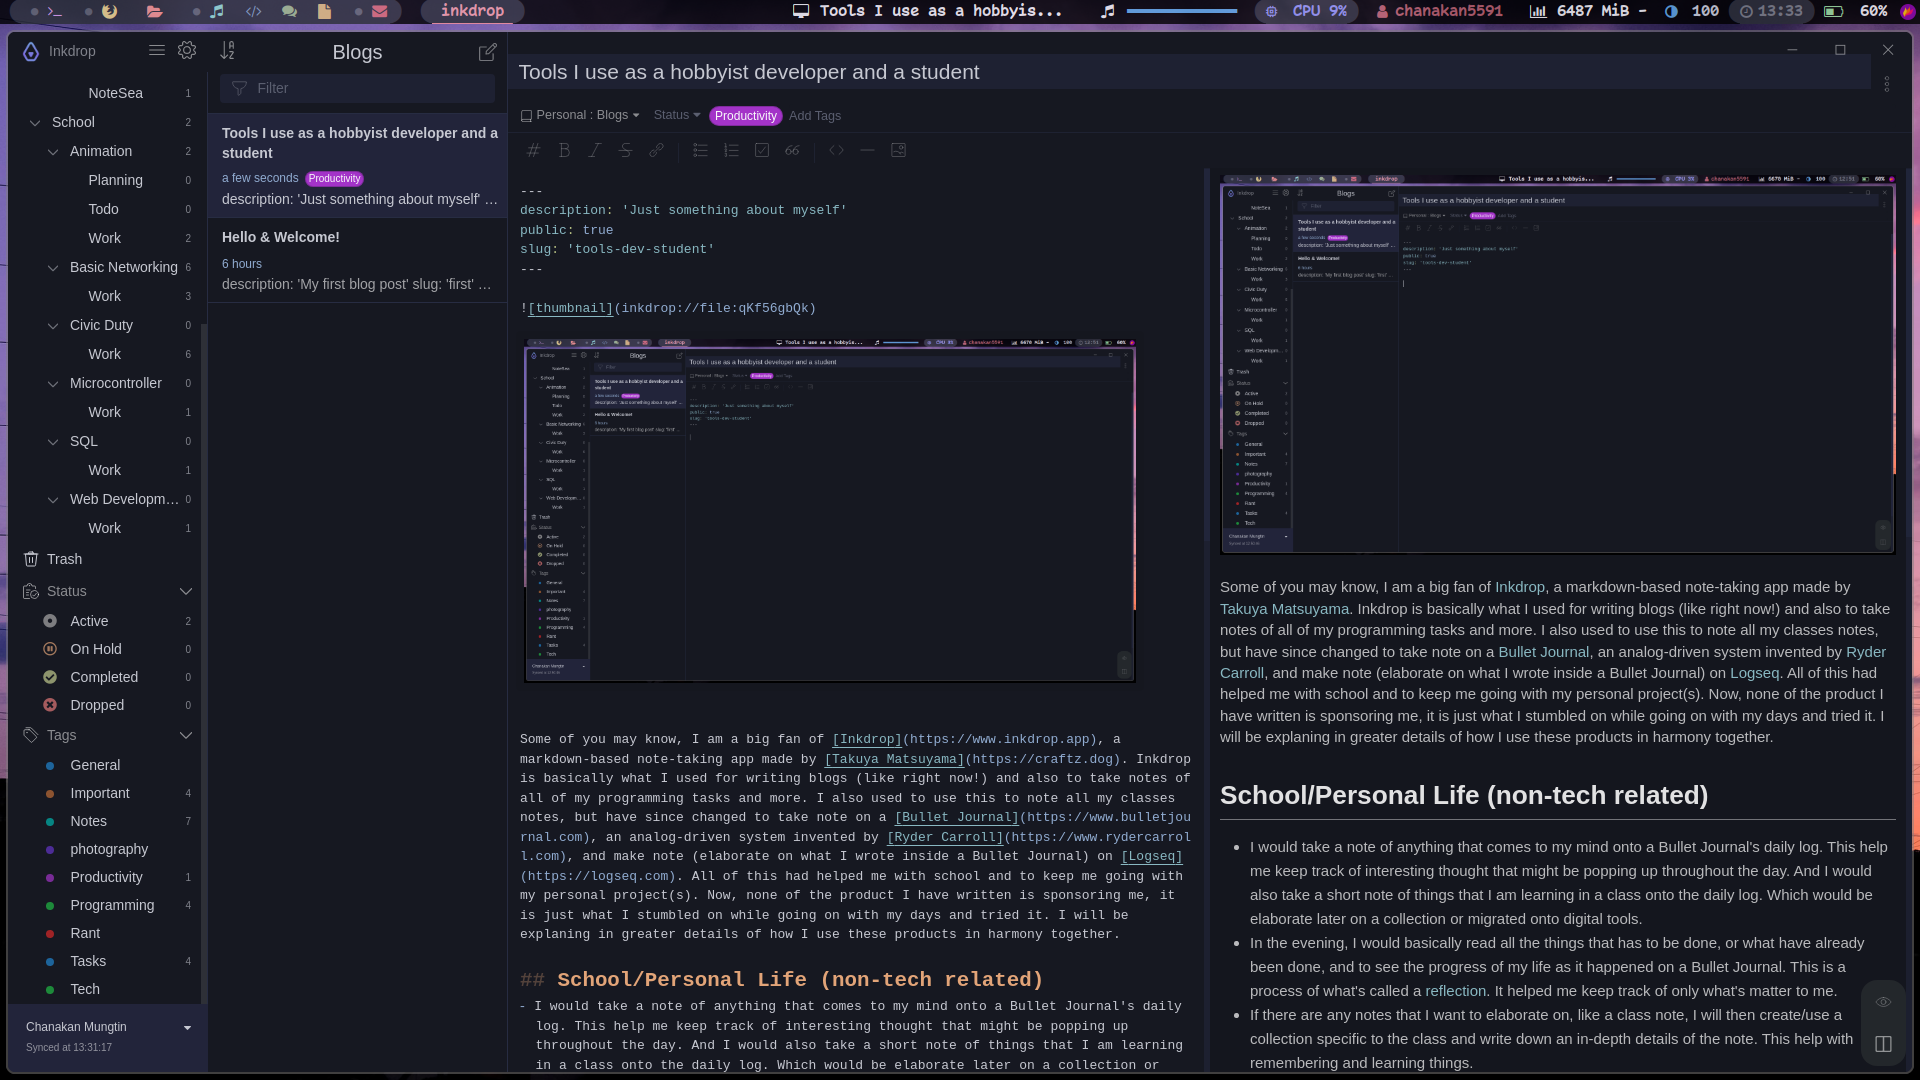 inkdrop
Tools I use as a hobbyis...
CPU 9%
chanakan5591
6487 MiB -
100
13:33
60%
Inkdrop
Blogs
Filter
NoteSea 1
School 2
Animation 2
Planning 0
Todo 0
Work 2
Basic Networking 6
Work 3
Civic Duty 0
Work 6
Microcontroller 0
Work 1
SQL 0
Work 1
Web Developm... 0
Work 1
Trash
Status
Active 2
On Hold 0
Completed 0
Dropped 0
Tags
General
Important 4
Notes 7
photography
Productivity 1
Programming 4
Rant
Tasks 4
Tech
Chanakan Mungtin
Synced at 13:31:17
Tools I use as a hobbyist developer and a
student
a few seconds Productivity
description: 'Just something about myself' ...
Hello & Welcome!
6 hours
description: 'My first blog post' slug: 'first' ...
Tools I use as a hobbyist developer and a student
Personal : Blogs
Status
Productivity
Add Tags
---
description: 'Just something about myself'
public: true
slug: 'tools-dev-student'
---
![thumbnail](inkdrop://file:qKf56gbQk)
Some of you may know, I am a big fan of [Inkdrop](https://www.inkdrop.app), a
markdown-based note-taking app made by [Takuya Matsuyama](https://craftz.dog). Inkdrop
is basically what I used for writing blogs (like right now!) and also to take notes of
all of my programming tasks and more. I also used to use this to note all my classes
notes, but have since changed to take note on a [Bullet Journal](https://www.bulletjou
rnal.com), an analog-driven system invented by [Ryder Carroll](https://www.rydercarrol
l.com), and make note (elaborate on what I wrote inside a Bullet Journal) on [Logseq]
(https://logseq.com). All of this had helped me with school and to keep me going with
my personal project(s). Now, none of the product I have written is sponsoring me, it
is just what I stumbled on while going on with my days and tried it. I will be
explaning in greater details of how I use these products in harmony together.
## School/Personal Life (non-tech related)
- I would take a note of anything that comes to my mind onto a Bullet Journal's daily
log. This help me keep track of interesting thought that might be popping up
throughout the day. And I would also take a short note of things that I am learning
in a class onto the daily log. Which would be elaborate later on a collection or
Some of you may know, I am a big fan of Inkdrop, a markdown-based note-taking app made by
Takuya Matsuyama. Inkdrop is basically what I used for writing blogs (like right now!) and also to take
notes of all of my programming tasks and more. I also used to use this to note all my classes notes,
but have since changed to take note on a Bullet Journal, an analog-driven system invented by Ryder
Carroll, and make note (elaborate on what I wrote inside a Bullet Journal) on Logseq. All of this had
helped me with school and to keep me going with my personal project(s). Now, none of the product I
have written is sponsoring me, it is just what I stumbled on while going on with my days and tried it. I
will be explaning in greater details of how I use these products in harmony together.
School/Personal Life (non-tech related)
• I would take a note of anything that comes to my mind onto a Bullet Journal's daily log. This help
me keep track of interesting thought that might be popping up throughout the day. And I would
also take a short note of things that I am learning in a class onto the daily log. Which would be
elaborate later on a collection or migrated onto digital tools.
• In the evening, I would basically read all the things that has to be done, or what have already
been done, and to see the progress of my life as it happened on a Bullet Journal. This is a
process of what's called a reflection. It helped me keep track of only what's matter to me.
• If there are any notes that I want to elaborate on, like a class note, I will then create/use a
collection specific to the class and write down an in-depth details of the note. This help with
remembering and learning things.